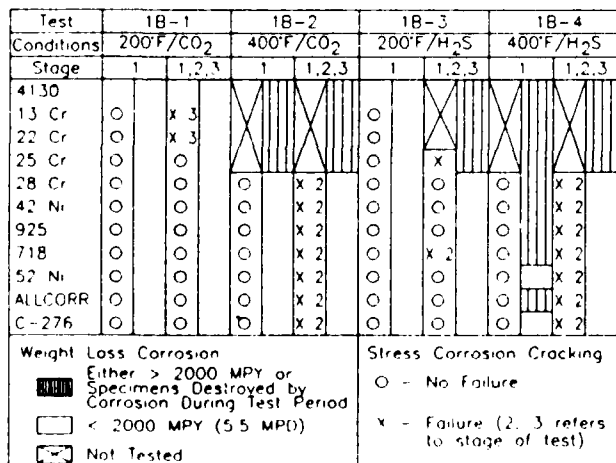 Test 1B-1 1B-2 1B-3 1B-4
Conditions 200°F/CO2 400°F/CO2 200°F/H2S 400°F/H2S
Stage 1 1,2,3 1 1,2,3 1 1,2,3 1 1,2,3
4130
13 Cr O x 3 O
22 Cr O x 3 O
25 Cr O O O x
28 Cr O O O x 2 O O O x 2
42 Ni O O O x 2 O O O x 2
925 O O O x 2 O O O x 2
718 O O O x 2 O x 2 O x 2
52 Ni O O O x 2 O O O x 2
ALLCORR O O O x 2 O O O x 2
C-276 O O O x 2 O O O x 2
Weight Loss Corrosion
Either > 2000 MPY or
Specimens Destroyed by
Corrosion During Test Period
< 2000 MPY (5.5 MPD)
Not Tested
Stress Corrosion Cracking
O - No Failure
x - Failure (2, 3 refers
to stage of test)